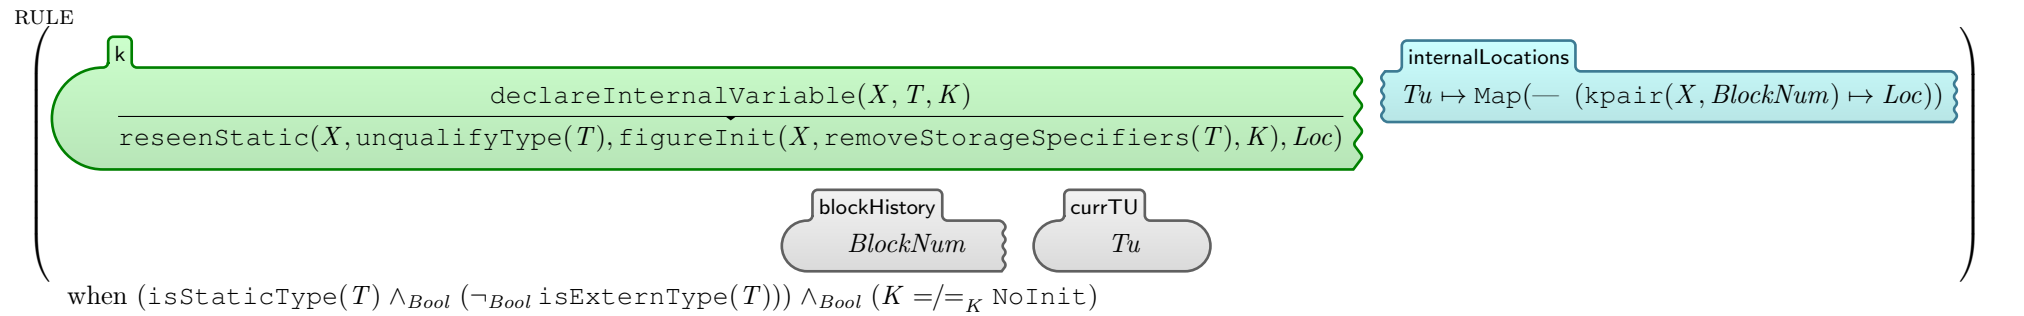 RULE
k
internalLocations
declareInternalVariable(X, T, K)
Tu ↦ Map(— (kpair(X, BlockNum) ↦ Loc))
reseenStatic(X, unqualifyType(T), figureInit(X, removeStorageSpecifiers(T), K), Loc)
blockHistory
currTU
BlockNum
Tu
when (isStaticType(T) ∧Bool (¬Bool isExternType(T))) ∧Bool (K =/=K NoInit)